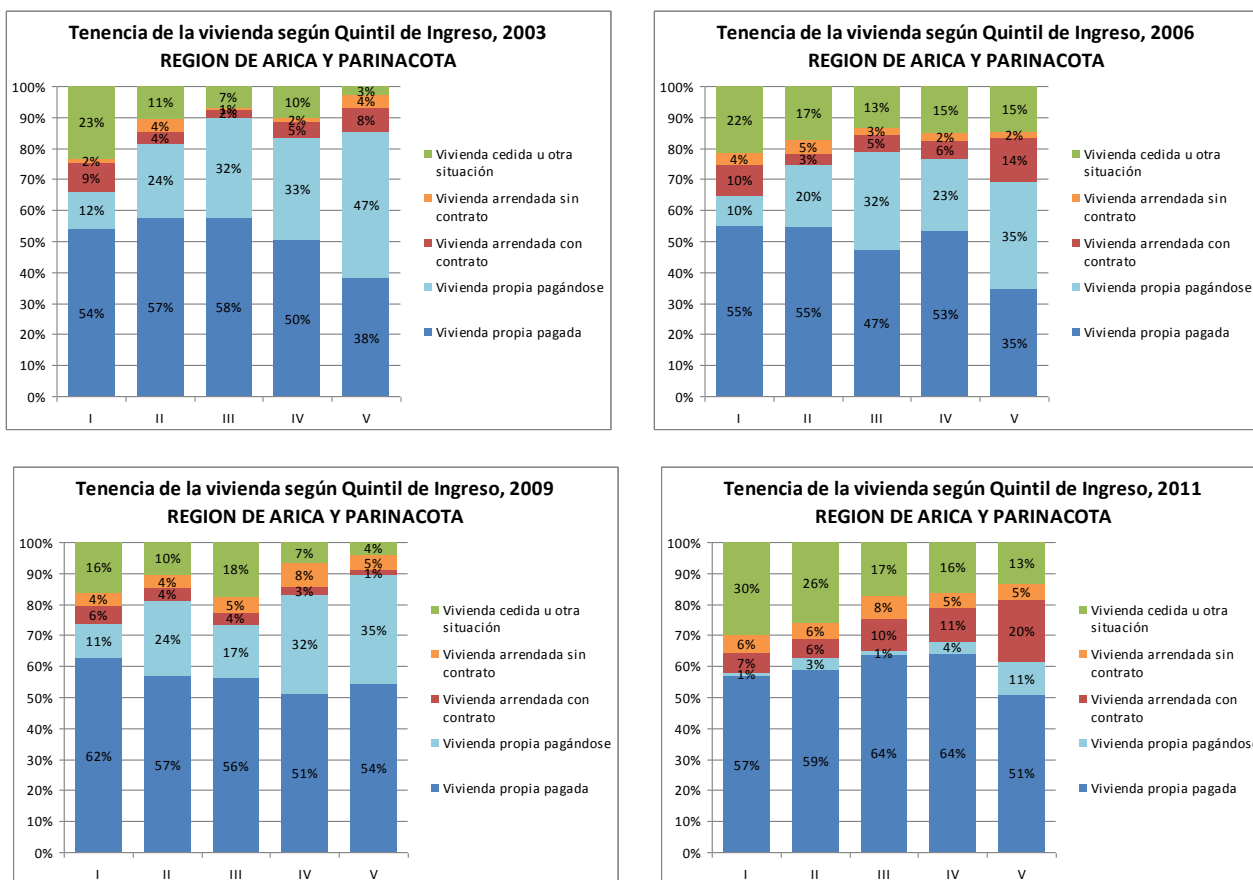 Tenencia de la vivienda según Quintil de Ingreso, 2003
REGION DE ARICA Y PARINACOTA
100%
90%
80%
70%
60%
50%
40%
30%
20%
10%
0%
23% 11% 7% 10% 3%
2% 4% 1% 2% 4%
9% 4% 2% 5% 8%
12% 24% 32% 33% 47%
54% 57% 58% 50% 38%
I II III IV V
Vivienda cedida u otra
situación
Vivienda arrendada sin
contrato
Vivienda arrendada con
contrato
Vivienda propia pagándose
Vivienda propia pagada
Tenencia de la vivienda según Quintil de Ingreso, 2006
REGION DE ARICA Y PARINACOTA
100%
90%
80%
70%
60%
50%
40%
30%
20%
10%
0%
22% 17% 13% 15% 15%
4% 5% 3% 2% 2%
10% 3% 5% 6% 14%
10% 20% 32% 23% 35%
55% 55% 47% 53% 35%
I II III IV V
Vivienda cedida u otra
situación
Vivienda arrendada sin
contrato
Vivienda arrendada con
contrato
Vivienda propia pagándose
Vivienda propia pagada
Tenencia de la vivienda según Quintil de Ingreso, 2009
REGION DE ARICA Y PARINACOTA
100%
90%
80%
70%
60%
50%
40%
30%
20%
10%
0%
16% 10% 18% 7% 4%
4% 4% 5% 8% 5%
6% 4% 4% 3% 1%
11% 24% 17% 32% 35%
62% 57% 56% 51% 54%
I II III IV V
Vivienda cedida u otra
situación
Vivienda arrendada sin
contrato
Vivienda arrendada con
contrato
Vivienda propia pagándose
Vivienda propia pagada
Tenencia de la vivienda según Quintil de Ingreso, 2011
REGION DE ARICA Y PARINACOTA
100%
90%
80%
70%
60%
50%
40%
30%
20%
10%
0%
30% 26% 17% 16% 13%
6% 6% 8% 5% 5%
7% 6% 10% 11% 20%
1% 3% 1% 4% 11%
57% 59% 64% 64% 51%
I II III IV V
Vivienda cedida u otra
situación
Vivienda arrendada sin
contrato
Vivienda arrendada con
contrato
Vivienda propia pagándose
Vivienda propia pagada